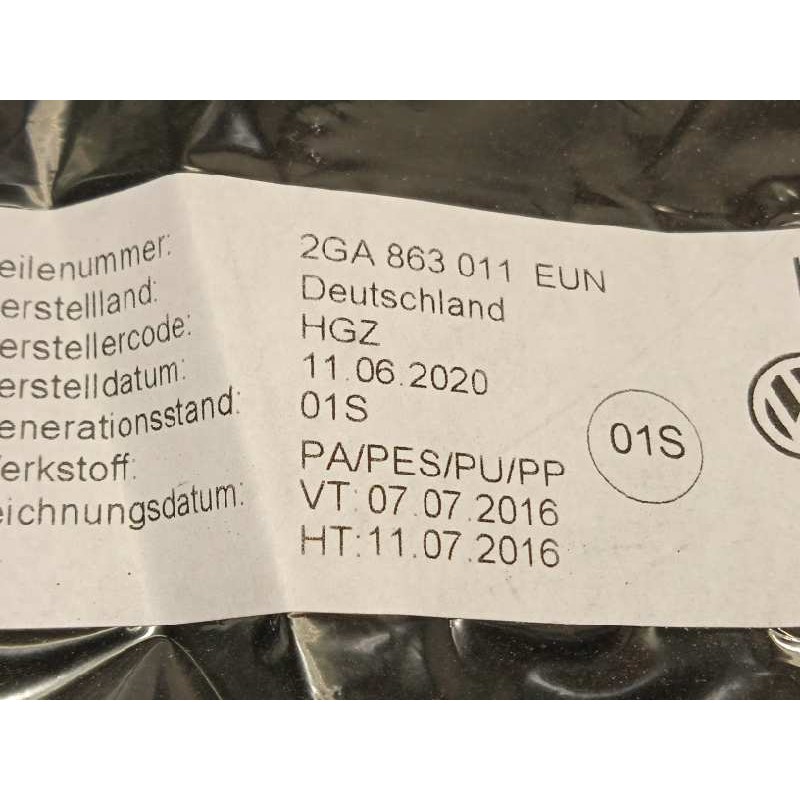 eilenummer: 2GA 863 011 EUN
erstellland: Deutschland
erstellercode: HGZ
erstelldatum: 11.06.2020
enerationsstand: 01S
erkstoff: PA/PES/PU/PP
eichnungsdatum: VT: 07.07.2016
HT: 11.07.2016
01S